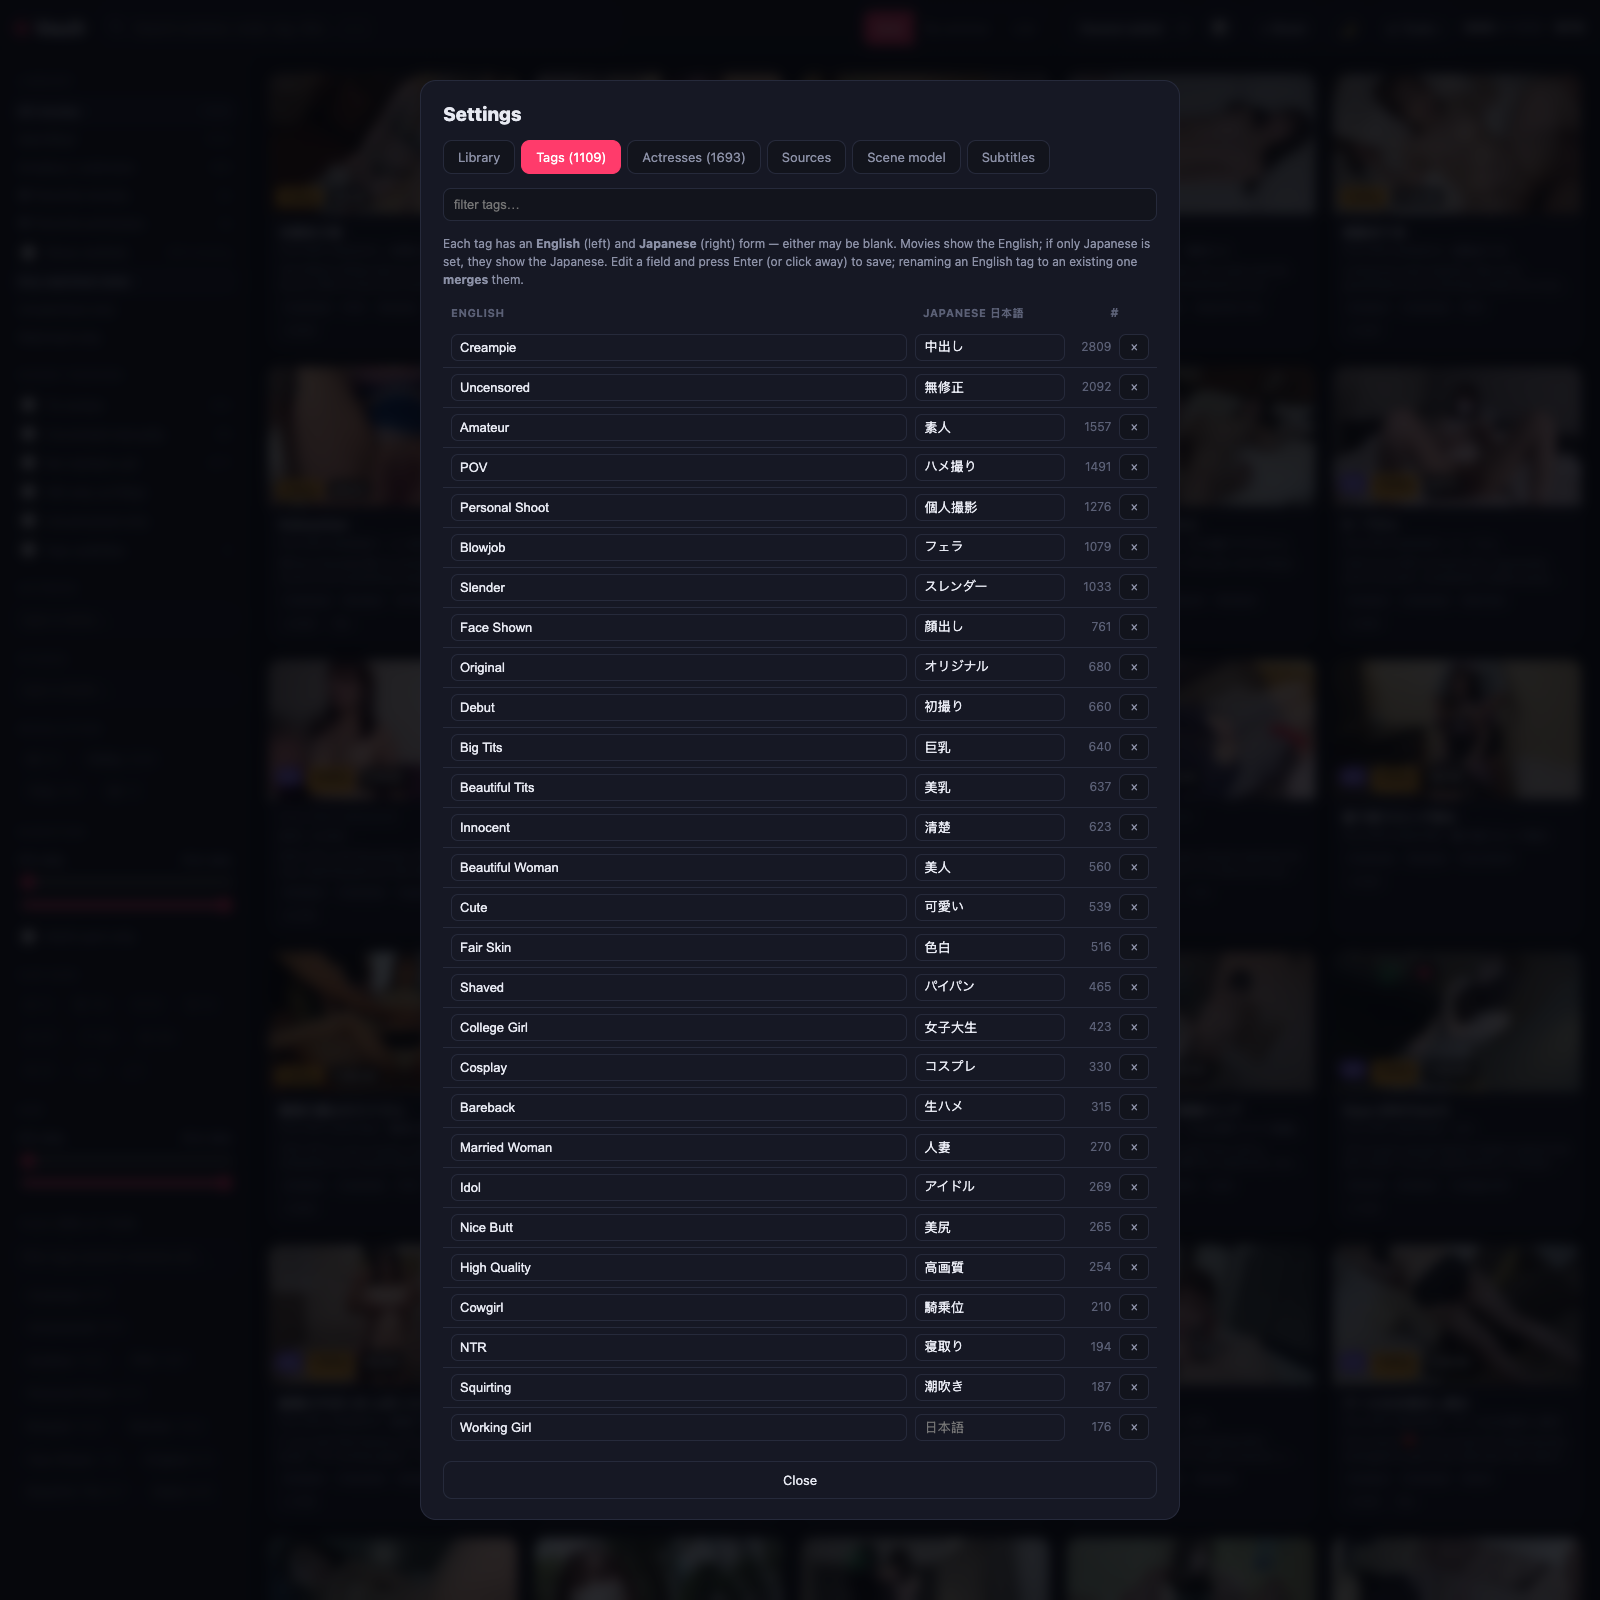 Settings
Library
Tags (1109)
Actresses (1693)
Sources
Scene model
Subtitles
filter tags...
Each tag has an English (left) and Japanese (right) form — either may be blank. Movies show the English; if only Japanese is
set, they show the Japanese. Edit a field and press Enter (or click away) to save; renaming an English tag to an existing one
merges them.
ENGLISH JAPANESE 日本語 #
Creampie 中出し 2809 ×
Uncensored 無修正 2092 ×
Amateur 素人 1557 ×
POV ハメ撮り 1491 ×
Personal Shoot 個人撮影 1276 ×
Blowjob フェラ 1079 ×
Slender スレンダー 1033 ×
Face Shown 顔出し 761 ×
Original オリジナル 680 ×
Debut 初撮り 660 ×
Big Tits 巨乳 640 ×
Beautiful Tits 美乳 637 ×
Innocent 清楚 623 ×
Beautiful Woman 美人 560 ×
Cute 可愛い 539 ×
Fair Skin 色白 516 ×
Shaved パイパン 465 ×
College Girl 女子大生 423 ×
Cosplay コスプレ 330 ×
Bareback 生ハメ 315 ×
Married Woman 人妻 270 ×
Idol アイドル 269 ×
Nice Butt 美尻 265 ×
High Quality 高画質 254 ×
Cowgirl 騎乗位 210 ×
NTR 寝取り 194 ×
Squirting 潮吹き 187 ×
Working Girl 日本語 176 ×
Close